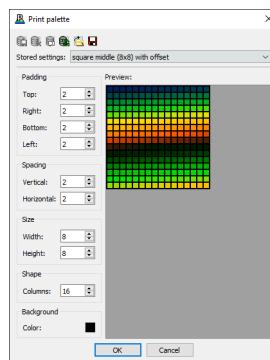 Print palette
Stored settings: square middle (8x8) with offset
Padding
Top: 2
Right: 2
Bottom: 2
Left: 2
Spacing
Vertical: 2
Horizontal: 2
Size
Width: 8
Height: 8
Shape
Columns: 16
Background
Color:
Preview:
OK Cancel